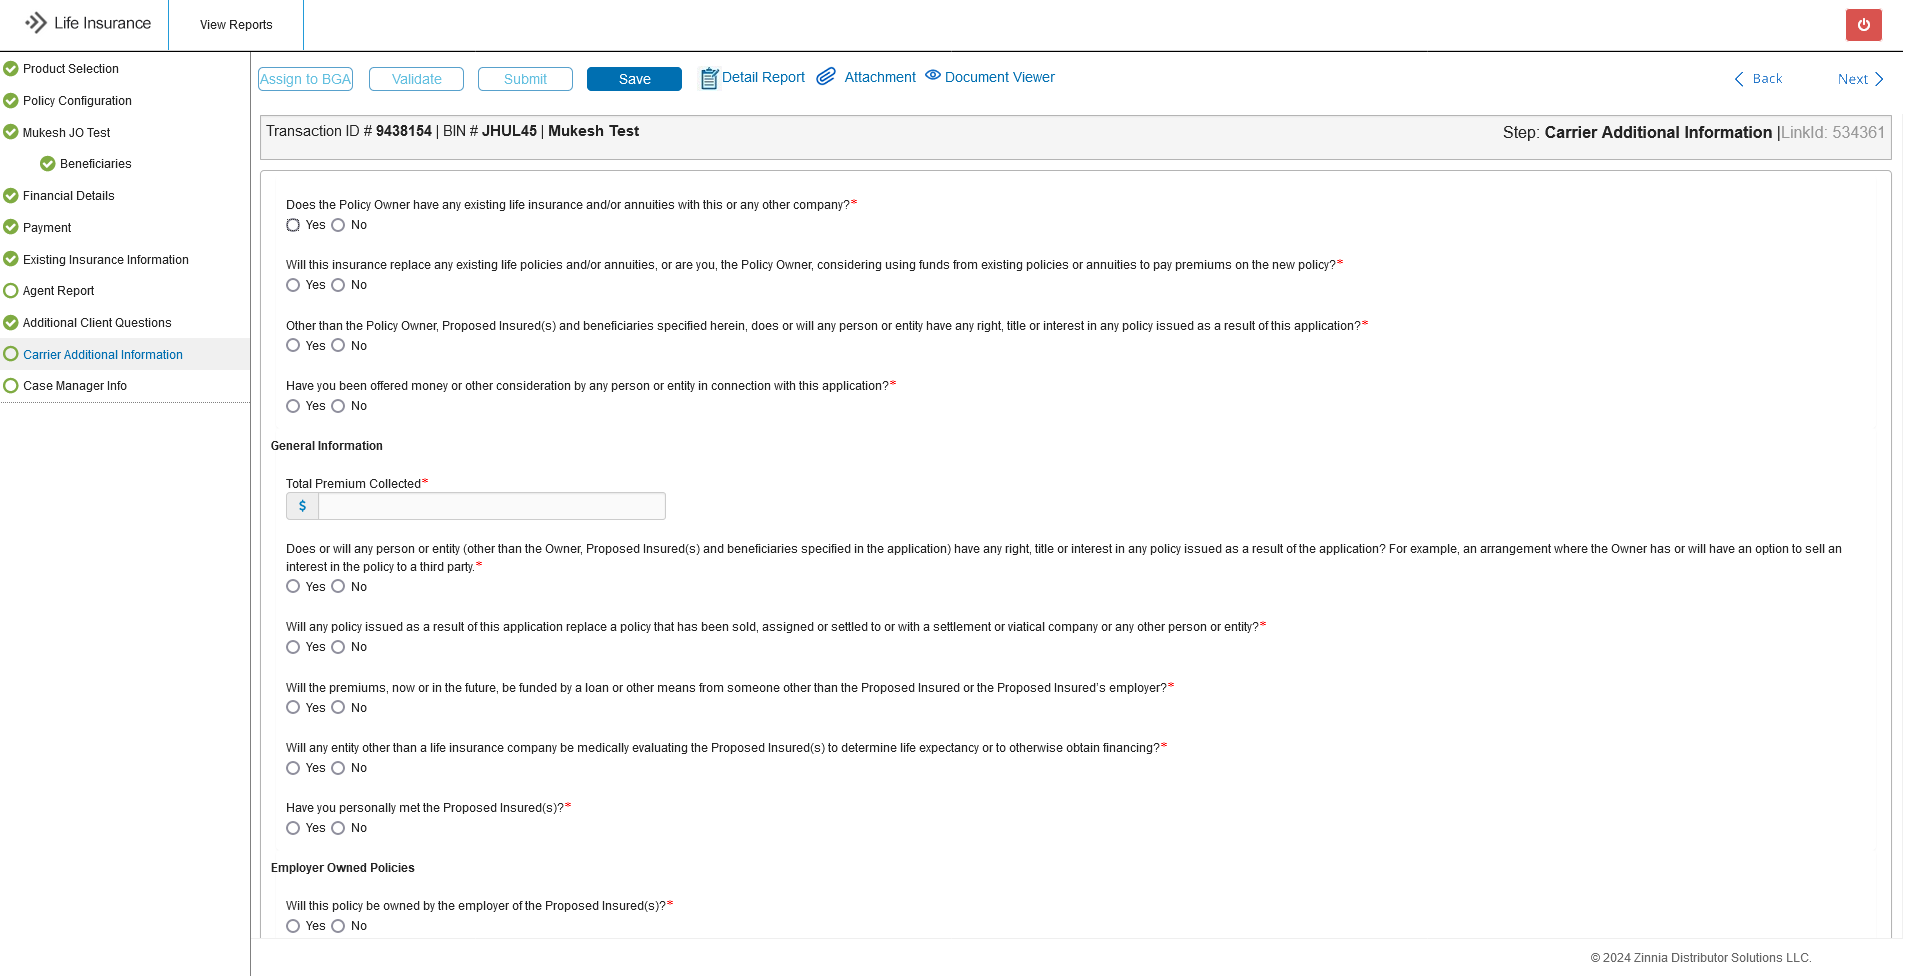 Life Insurance
View Reports
Product Selection
Policy Configuration
Mukesh JO Test
Beneficiaries
Financial Details
Payment
Existing Insurance Information
Agent Report
Additional Client Questions
Carrier Additional Information
Case Manager Info
Assign to BGA
Validate
Submit
Save
Detail Report
Attachment
Document Viewer
Back
Next
Transaction ID # 9438154 | BIN # JHUL45 | Mukesh Test
Step: Carrier Additional Information |LinkId: 534361
Does the Policy Owner have any existing life insurance and/or annuities with this or any other company?*
Yes No
Will this insurance replace any existing life policies and/or annuities, or are you, the Policy Owner, considering using funds from existing policies or annuities to pay premiums on the new policy?*
Yes No
Other than the Policy Owner, Proposed Insured(s) and beneficiaries specified herein, does or will any person or entity have any right, title or interest in any policy issued as a result of this application?*
Yes No
Have you been offered money or other consideration by any person or entity in connection with this application?*
Yes No
General Information
Total Premium Collected*
$
Does or will any person or entity (other than the Owner, Proposed Insured(s) and beneficiaries specified in the application) have any right, title or interest in any policy issued as a result of the application? For example, an arrangement where the Owner has or will have an option to sell an
interest in the policy to a third party.*
Yes No
Will any policy issued as a result of this application replace a policy that has been sold, assigned or settled to or with a settlement or viatical company or any other person or entity?*
Yes No
Will the premiums, now or in the future, be funded by a loan or other means from someone other than the Proposed Insured or the Proposed Insured's employer?*
Yes No
Will any entity other than a life insurance company be medically evaluating the Proposed Insured(s) to determine life expectancy or to otherwise obtain financing?*
Yes No
Have you personally met the Proposed Insured(s)?*
Yes No
Employer Owned Policies
Will this policy be owned by the employer of the Proposed Insured(s)?*
Yes No
© 2024 Zinnia Distributor Solutions LLC.